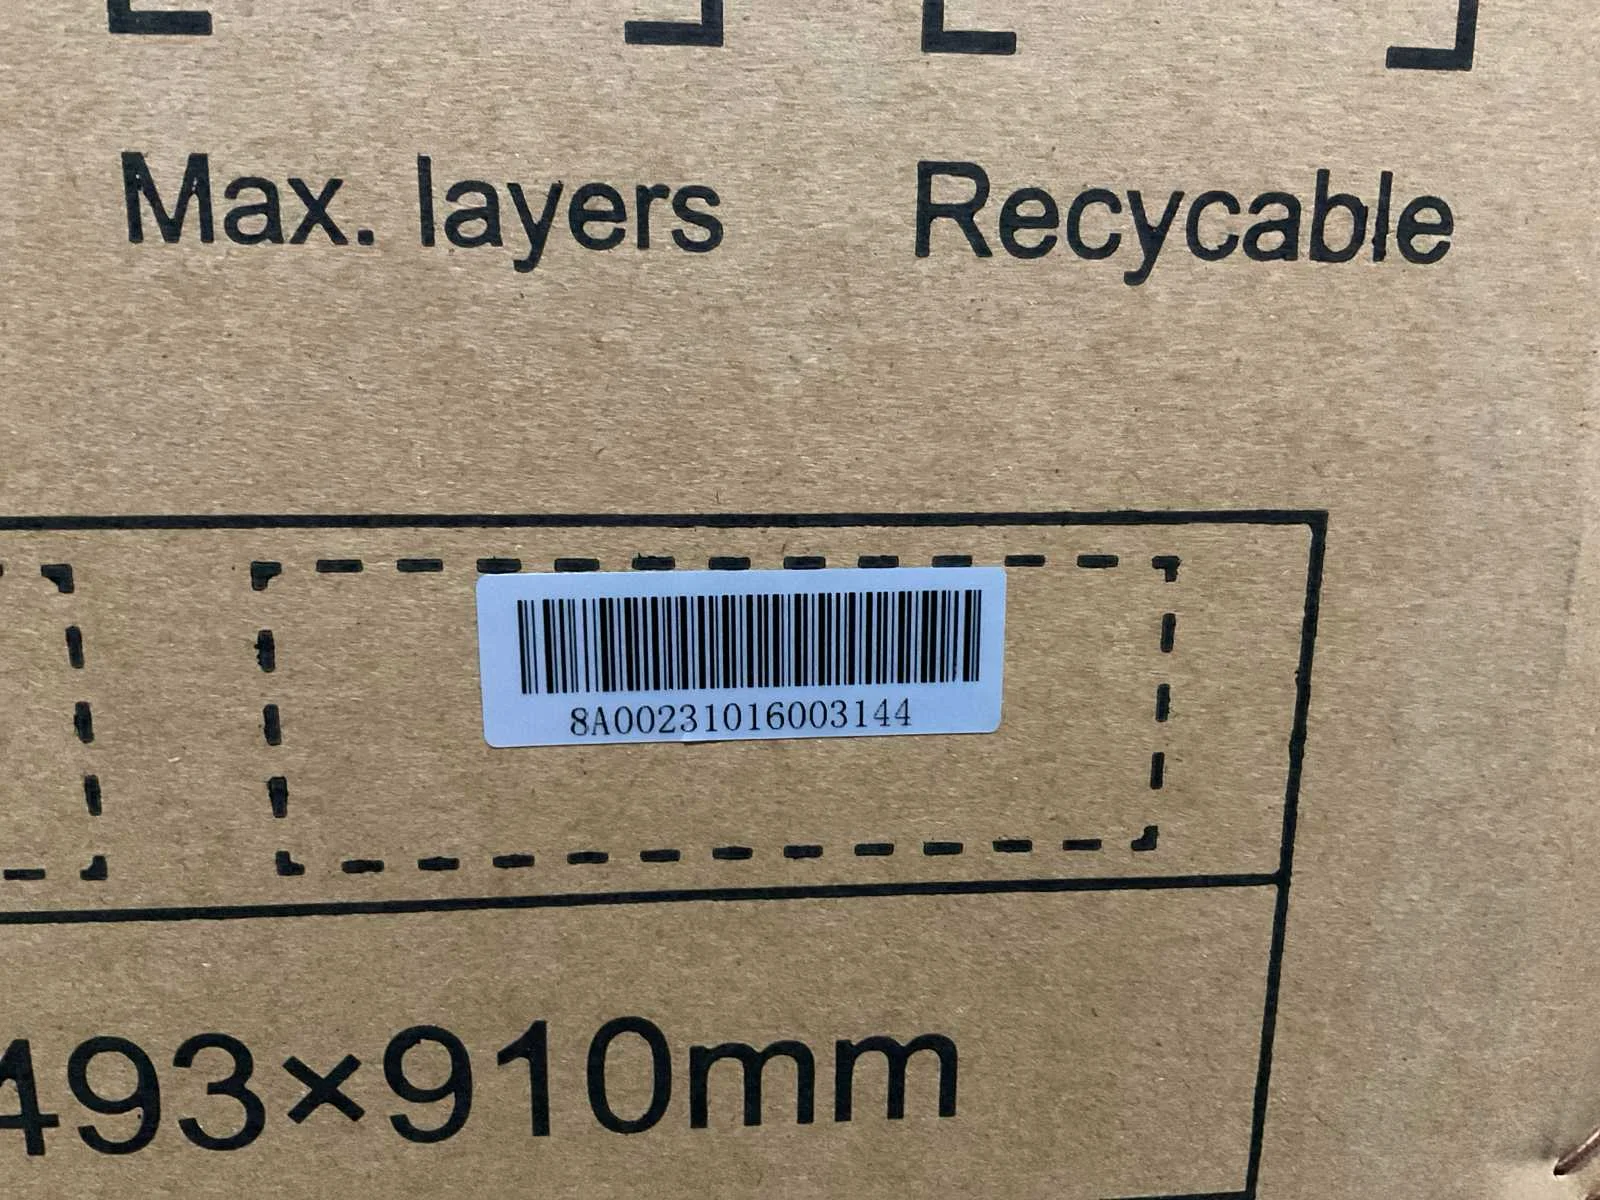 Max. layers
Recycable
8A00231016003144
493×910mm